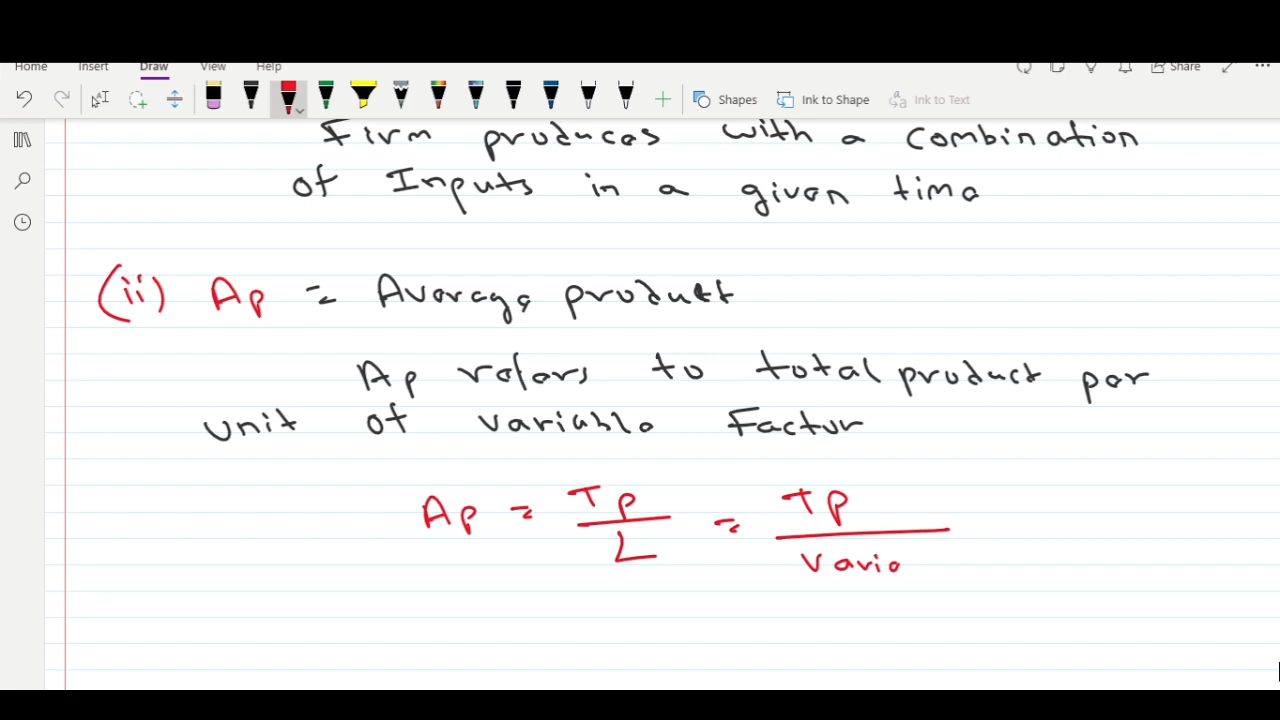 Home Insert Draw View Help Share
Shapes Ink to Shape Ink to Text
Firm produces with a combination
of Inputs in a given time
(ii) Ap = Average product
Ap refers to total product per
unit of variable Factor
Ap = Tp/L = TP/varia